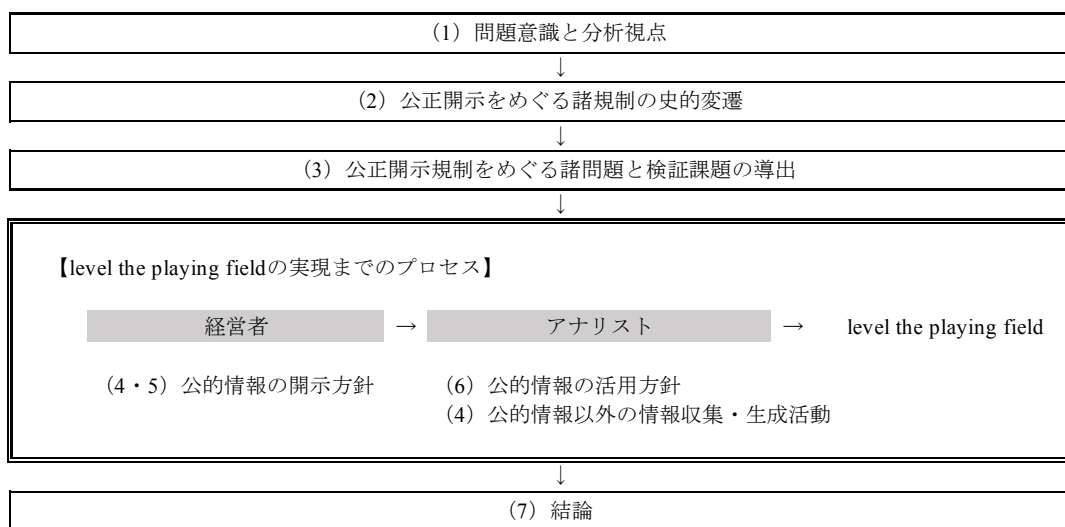 (1)問題意識と分析視点
↓
(2)公正開示をめぐる諸規制の史的変遷
↓
(3)公正開示規制をめぐる諸問題と検証課題の導出
↓
【level the playing fieldの実現までのプロセス】
経営者 → アナリスト → level the playing field
(4・5)公的情報の開示方針 (6)公的情報の活用方針
(4)公的情報以外の情報収集・生成活動
↓
(7)結論